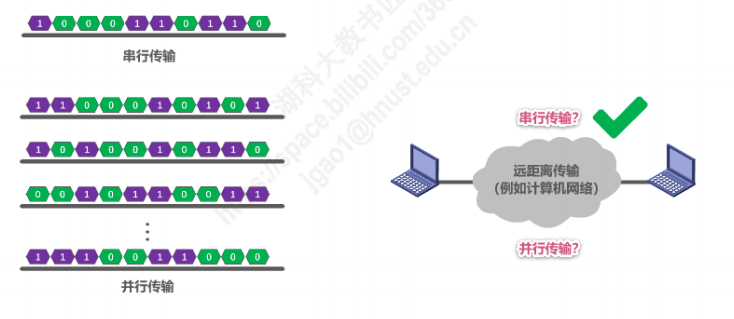 1 0 0 0 1 1 0 1 1 0
串行传输
1 1 0 0 0 1 0 1 0 1
1 0 1 0 0 1 0 1 1 0
0 0 1 0 1 1 0 0 1 1
⋮
1 1 1 0 0 1 1 0 0 0
并行传输
串行传输?
远距离传输
(例如计算机网络)
并行传输?
湖科大教书
space.bilibili.com/
jgao1@hnust.edu.cn